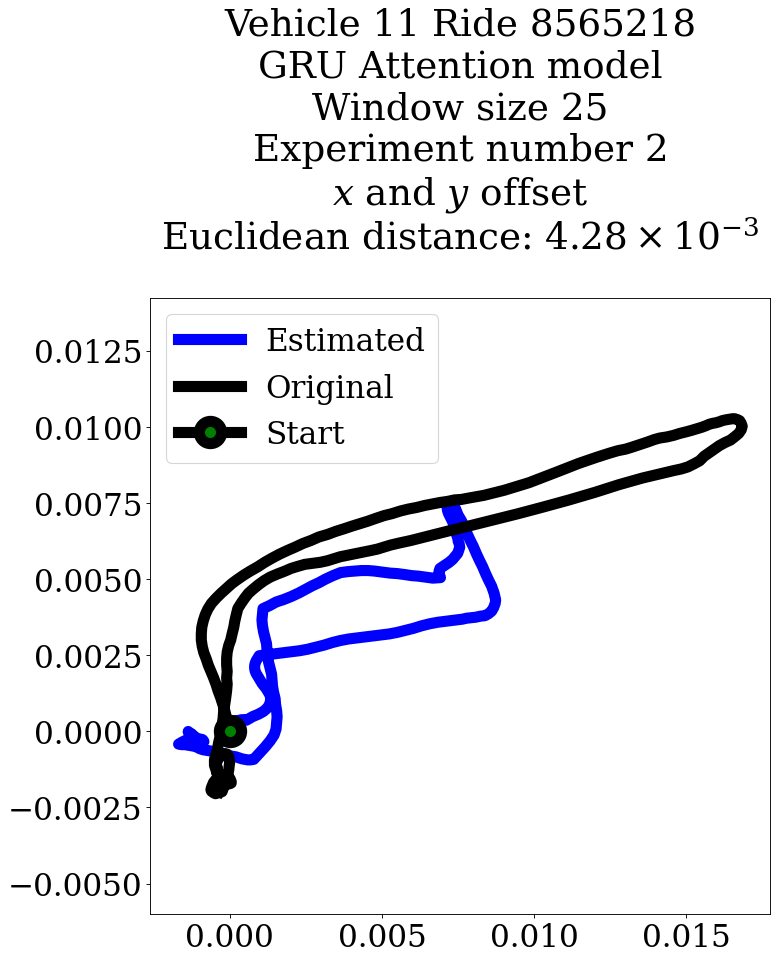 Vehicle 11 Ride 8565218
GRU Attention model
Window size 25
Experiment number 2
x and y offset
Euclidean distance: 4.28 × 10⁻³
Estimated
Original
Start
0.0125
0.0100
0.0075
0.0050
0.0025
0.0000
−0.0025
−0.0050
0.000 0.005 0.010 0.015